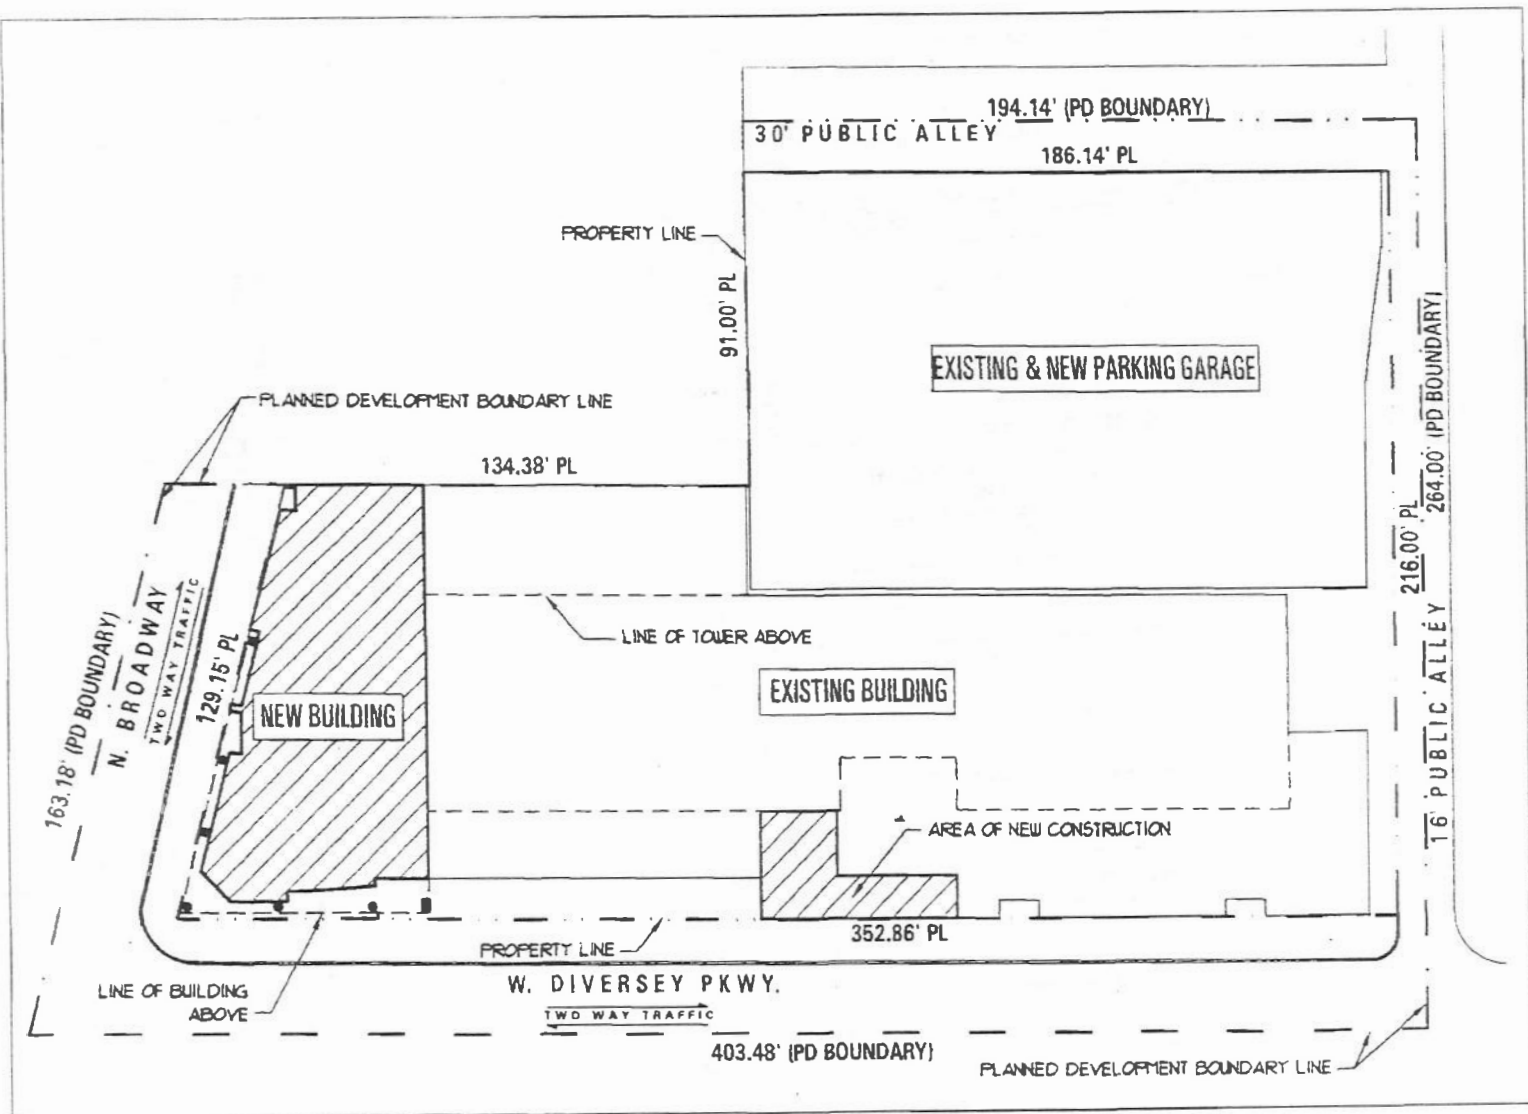 194.14' (PD BOUNDARY)
30' PUBLIC ALLEY
186.14' PL
PROPERTY LINE
91.00' PL
EXISTING & NEW PARKING GARAGE
264.00' (PD BOUNDARY)
PLANNED DEVELOPMENT BOUNDARY LINE
134.38' PL
216.00' PL
163.18' (PD BOUNDARY)
N. BROADWAY
TWO WAY TRAFFIC
129.15' PL
LINE OF TOWER ABOVE
NEW BUILDING
EXISTING BUILDING
16' PUBLIC ALLEY
AREA OF NEW CONSTRUCTION
352.86' PL
PROPERTY LINE
LINE OF BUILDING
ABOVE
W. DIVERSEY PKWY.
TWO WAY TRAFFIC
403.48' (PD BOUNDARY)
PLANNED DEVELOPMENT BOUNDARY LINE